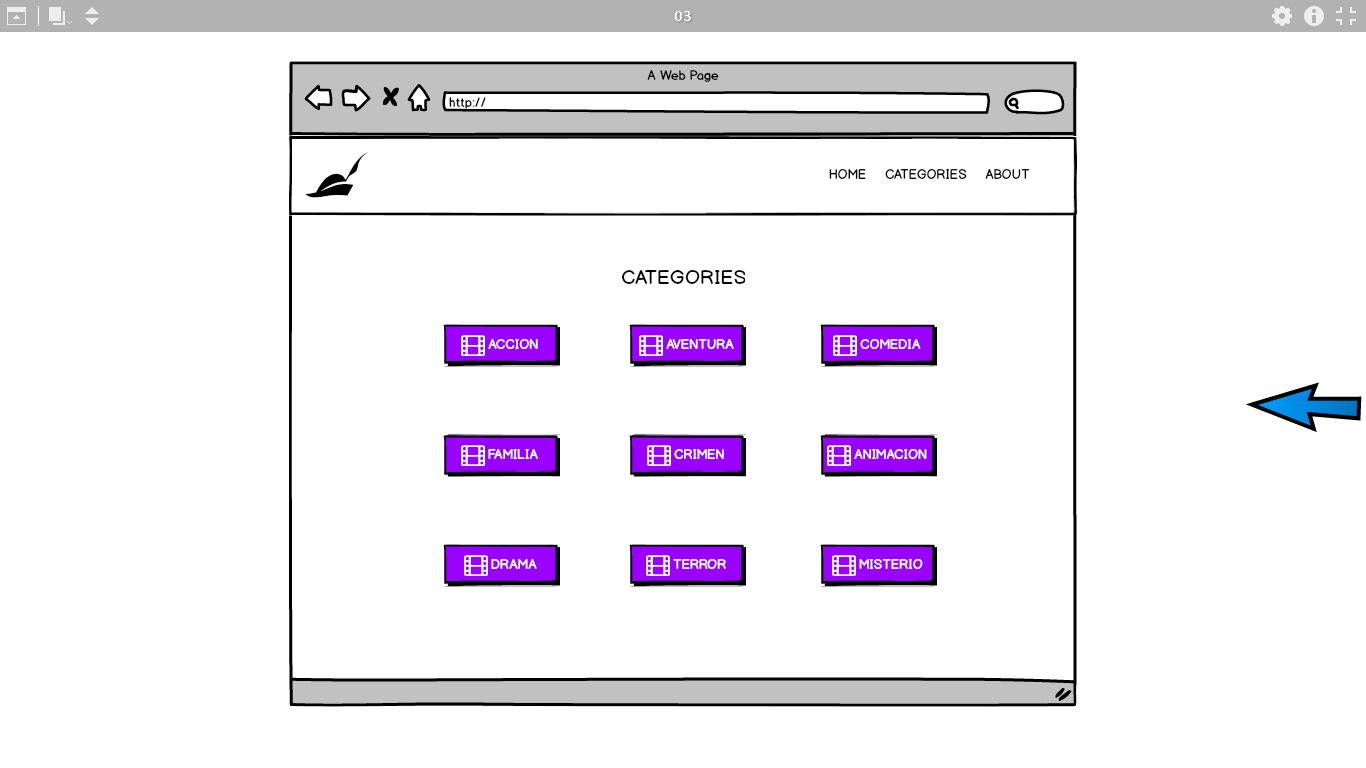 03
A Web Page
http://
HOME CATEGORIES ABOUT
CATEGORIES
ACCION AVENTURA COMEDIA
FAMILIA CRIMEN ANIMACION
DRAMA TERROR MISTERIO